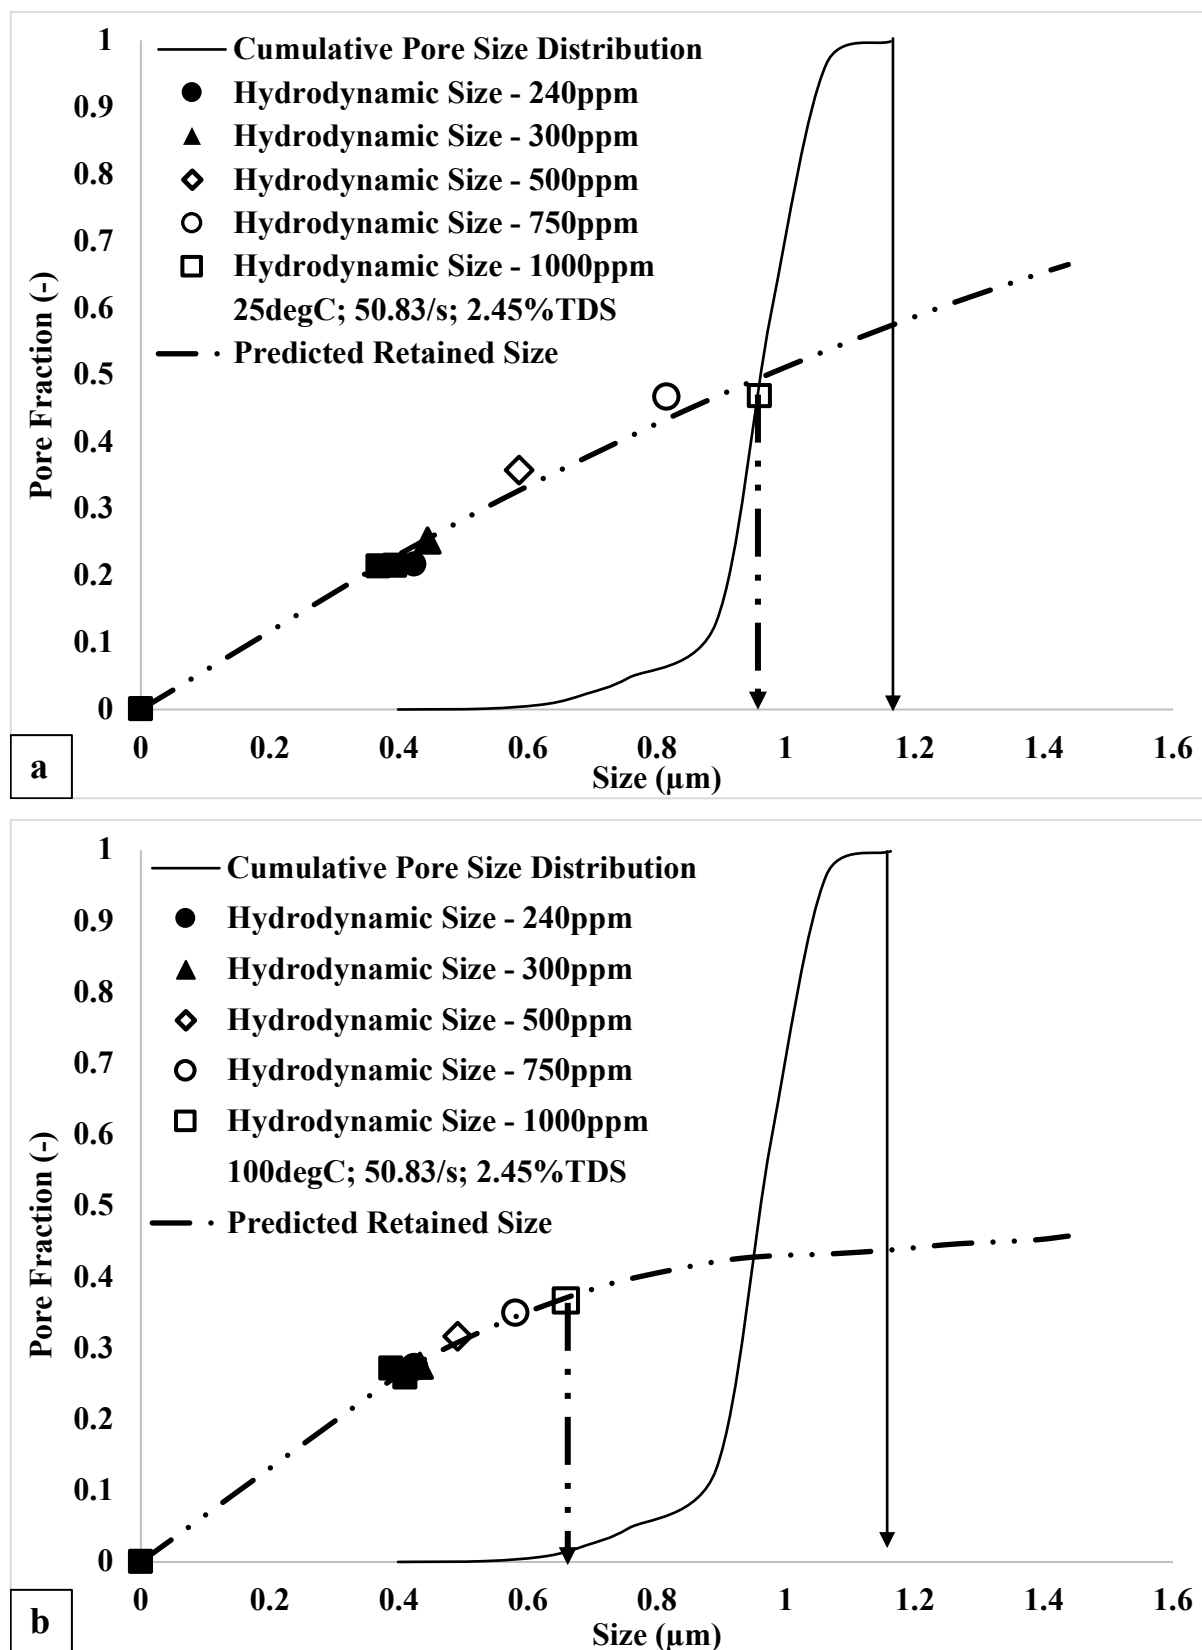 1
0.9
0.8
0.7
0.6
0.5
0.4
0.3
0.2
0.1
0
Pore Fraction (-)
Cumulative Pore Size Distribution
Hydrodynamic Size - 240ppm
Hydrodynamic Size - 300ppm
Hydrodynamic Size - 500ppm
Hydrodynamic Size - 750ppm
Hydrodynamic Size - 1000ppm
25degC; 50.83/s; 2.45%TDS
Predicted Retained Size
0 0.2 0.4 0.6 0.8 1 1.2 1.4 1.6
Size (µm)
a
1
0.9
0.8
0.7
0.6
0.5
0.4
0.3
0.2
0.1
0
Pore Fraction (-)
Cumulative Pore Size Distribution
Hydrodynamic Size - 240ppm
Hydrodynamic Size - 300ppm
Hydrodynamic Size - 500ppm
Hydrodynamic Size - 750ppm
Hydrodynamic Size - 1000ppm
100degC; 50.83/s; 2.45%TDS
Predicted Retained Size
0 0.2 0.4 0.6 0.8 1 1.2 1.4 1.6
Size (µm)
b